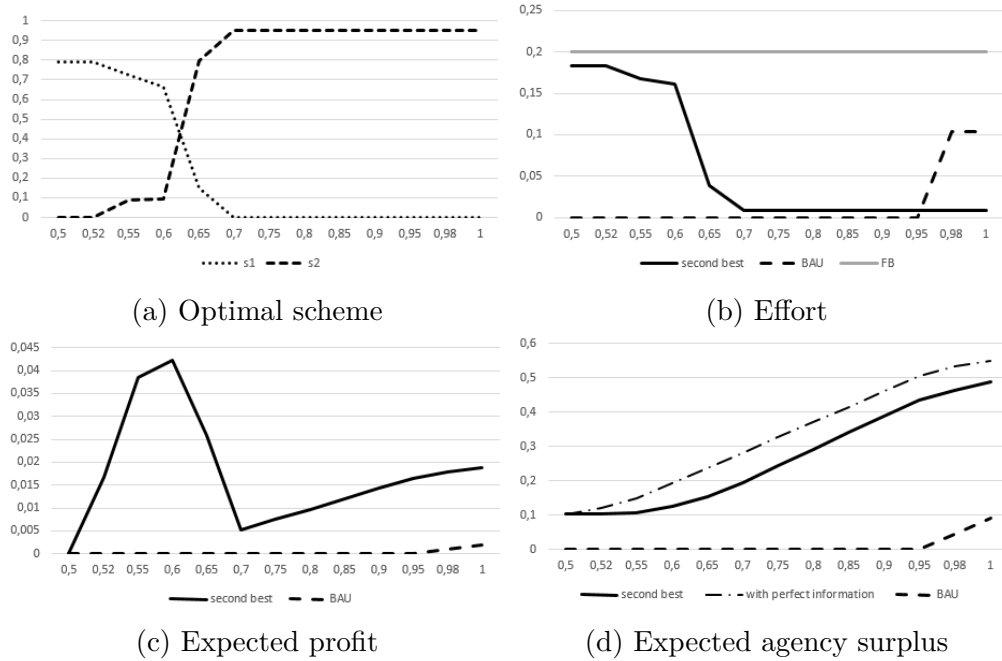 1
0,9
0,8
0,7
0,6
0,5
0,4
0,3
0,2
0,1
0
0,5 0,52 0,55 0,6 0,65 0,7 0,75 0,8 0,85 0,9 0,95 0,98 1
s1 s2
(a) Optimal scheme
0,25
0,2
0,15
0,1
0,05
0
0,5 0,52 0,55 0,6 0,65 0,7 0,75 0,8 0,85 0,9 0,95 0,98 1
second best BAU FB
(b) Effort
0,045
0,04
0,035
0,03
0,025
0,02
0,015
0,01
0,005
0
0,5 0,52 0,55 0,6 0,65 0,7 0,75 0,8 0,85 0,9 0,95 0,98 1
second best BAU
(c) Expected profit
0,6
0,5
0,4
0,3
0,2
0,1
0
0,5 0,52 0,55 0,6 0,65 0,7 0,75 0,8 0,85 0,9 0,95 0,98 1
second best with perfect information BAU
(d) Expected agency surplus